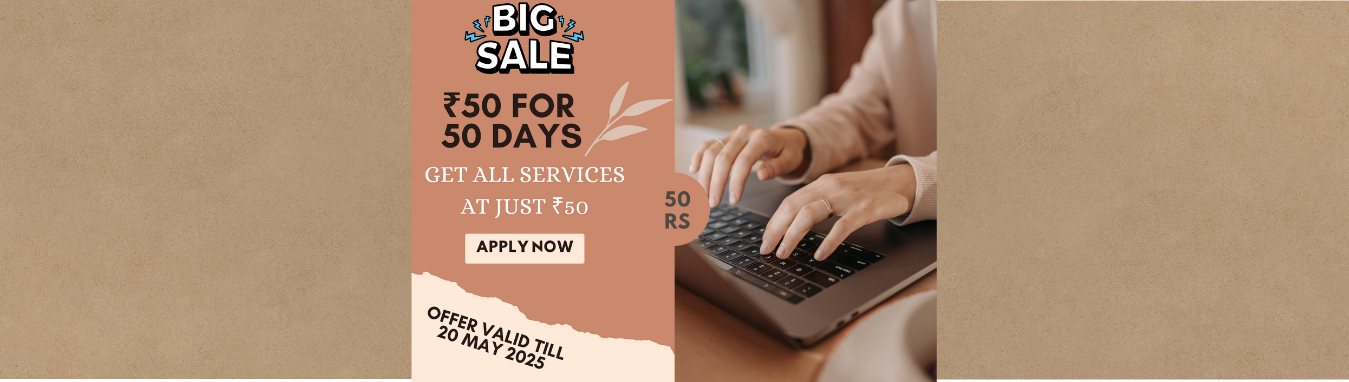 BIG
SALE
₹50 FOR
50 DAYS
GET ALL SERVICES
AT JUST ₹50
50
RS
APPLY NOW
OFFER VALID TILL
20 MAY 2025